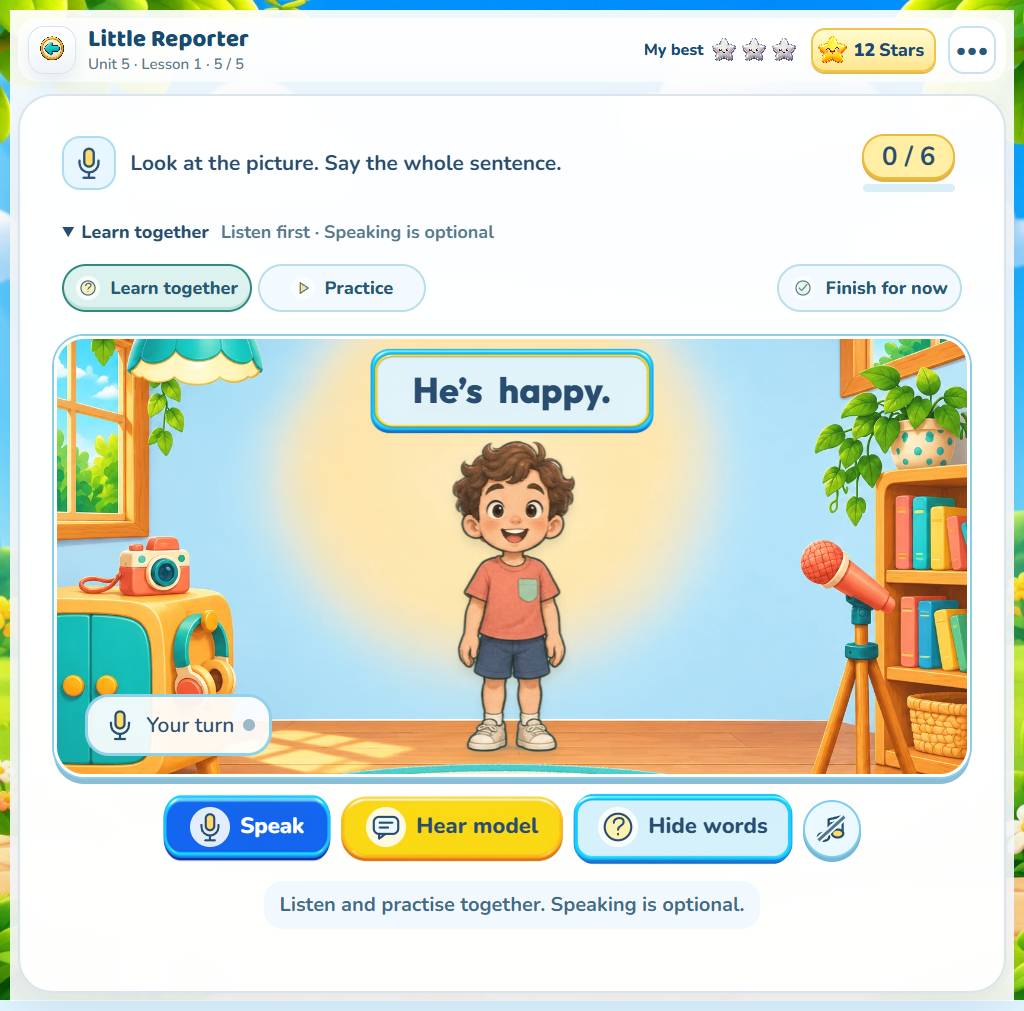 Little Reporter
Unit 5 · Lesson 1 · 5 / 5
My best
12 Stars
Look at the picture. Say the whole sentence.
0 / 6
Learn together Listen first · Speaking is optional
Learn together
Practice
Finish for now
He's happy.
Your turn
Speak
Hear model
Hide words
Listen and practise together. Speaking is optional.